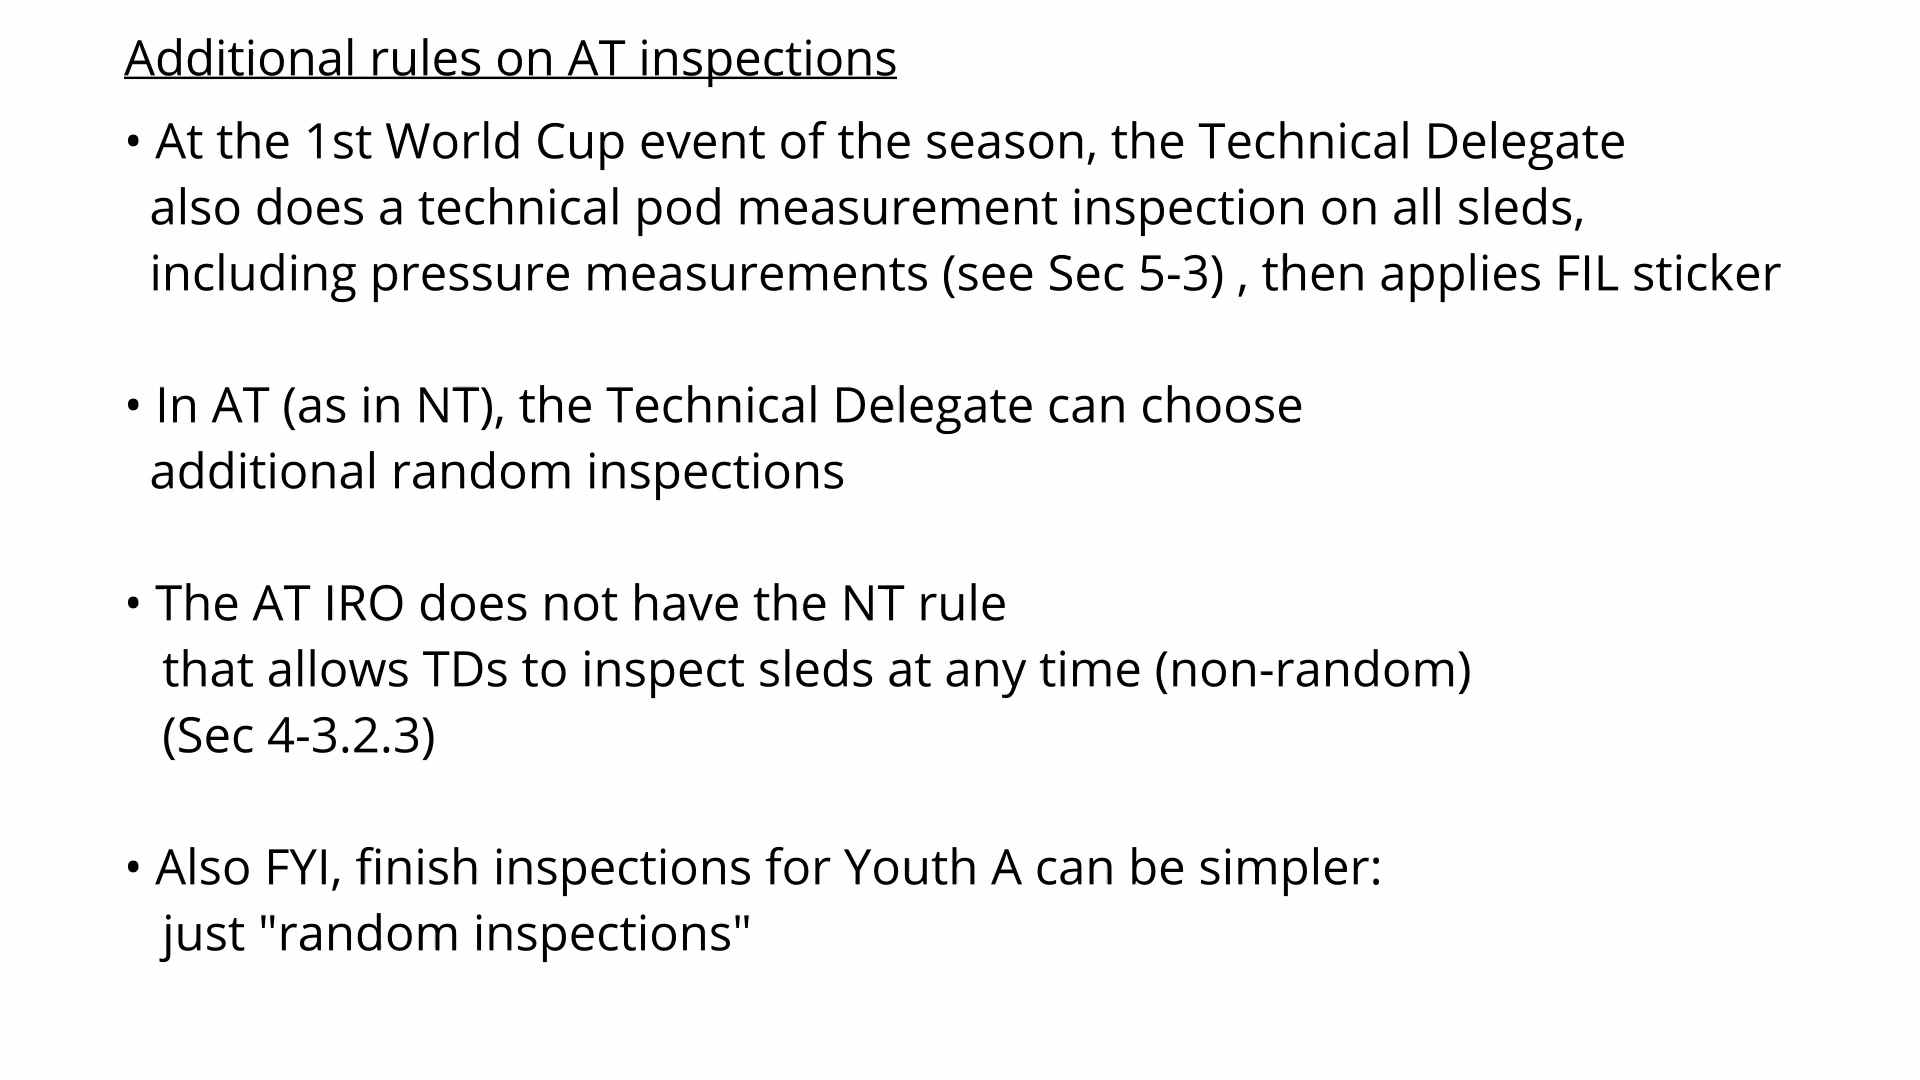 Additional rules on AT inspections
• At the 1st World Cup event of the season, the Technical Delegate
also does a technical pod measurement inspection on all sleds,
including pressure measurements (see Sec 5-3) , then applies FIL sticker
• In AT (as in NT), the Technical Delegate can choose
additional random inspections
• The AT IRO does not have the NT rule
that allows TDs to inspect sleds at any time (non-random)
(Sec 4-3.2.3)
• Also FYI, finish inspections for Youth A can be simpler:
just "random inspections"